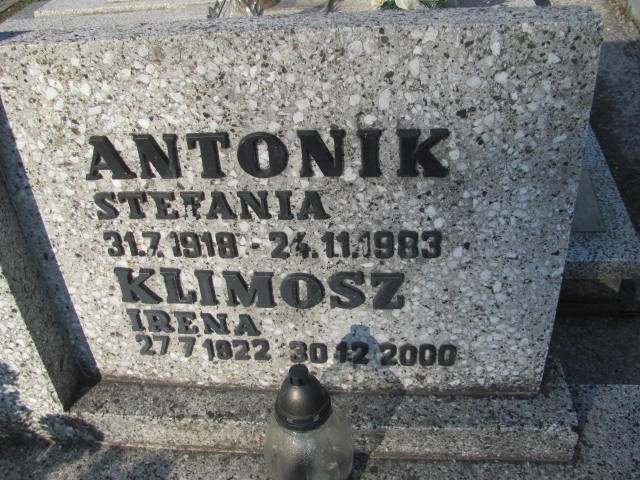 ANTONIK
STEFANIA
31.7.1918 - 24.11.1983
KLIMOSZ
IRENA
27 7 1922 30 12 2000